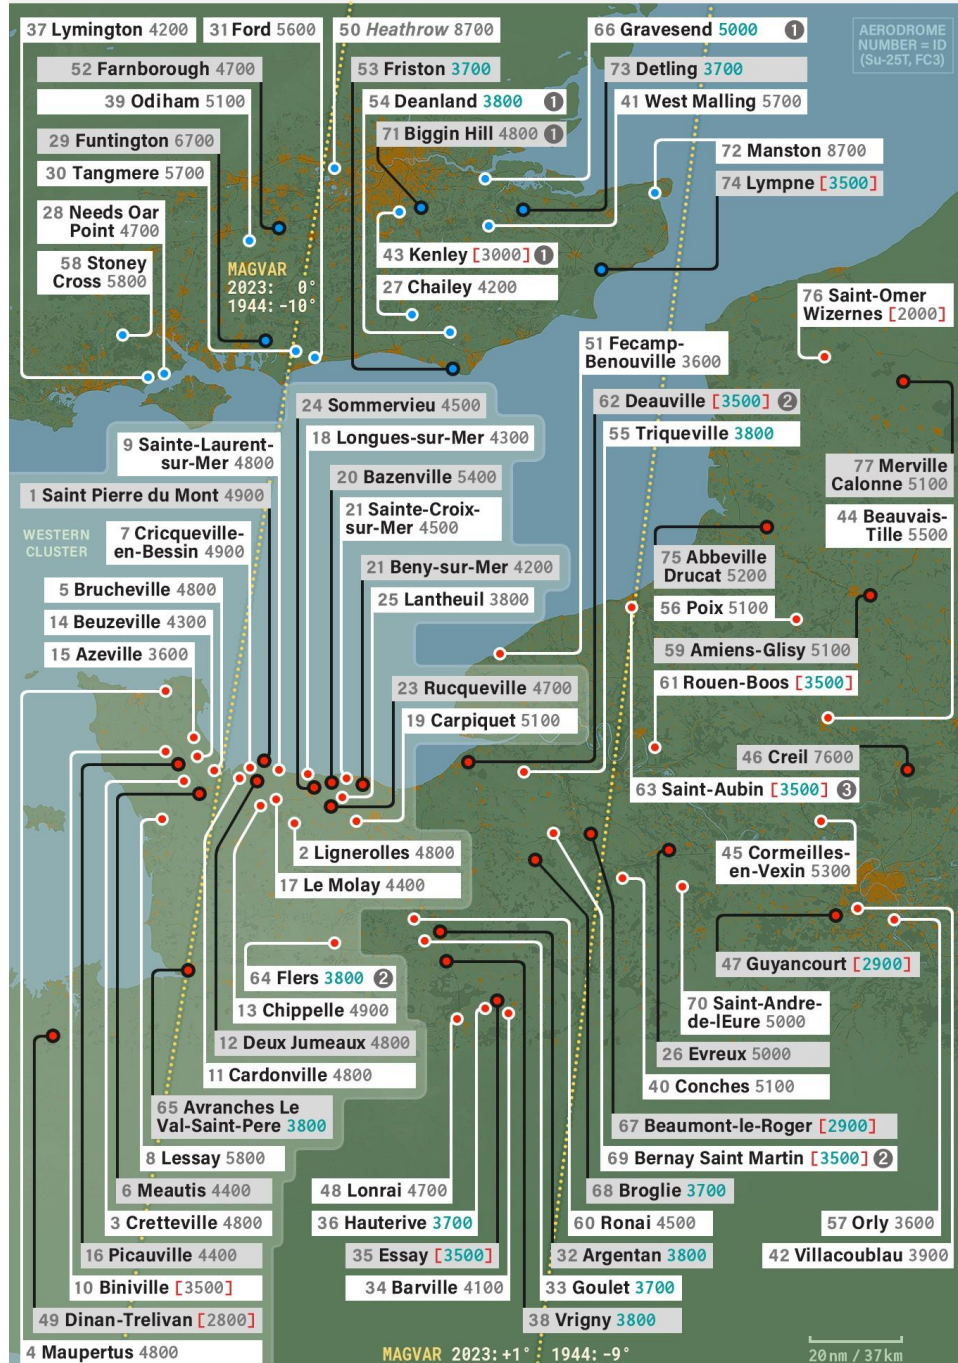 37 Lymington 4200
31 Ford 5600
50 Heathrow 8700
66 Gravesend 5000 1
AERODROME
NUMBER = ID
(Su-25T, FC3)
52 Farnborough 4700
53 Friston 3700
73 Detling 3700
39 Odiham 5100
54 Deanland 3800 1
41 West Malling 5700
29 Funtington 6700
71 Biggin Hill 4800 1
30 Tangmere 5700
72 Manston 8700
74 Lympne [3500]
28 Needs Oar
Point 4700
58 Stoney
Cross 5800
43 Kenley [3000] 1
27 Chailey 4200
MAGVAR
2023: 0°
1944: -10°
76 Saint-Omer
Wizernes [2000]
51 Fecamp-
Benouville 3600
24 Sommervieu 4500
62 Deauville [3500] 2
18 Longues-sur-Mer 4300
55 Triqueville 3800
9 Sainte-Laurent-
sur-Mer 4800
20 Bazenville 5400
77 Merville
Calonne 5100
1 Saint Pierre du Mont 4900
21 Sainte-Croix-
sur-Mer 4500
44 Beauvais-
Tille 5500
WESTERN
CLUSTER
7 Cricqueville-
en-Bessin 4900
21 Beny-sur-Mer 4200
75 Abbeville
Drucat 5200
5 Brucheville 4800
25 Lantheuil 3800
56 Poix 5100
14 Beuzeville 4300
15 Azeville 3600
59 Amiens-Glisy 5100
23 Rucqueville 4700
61 Rouen-Boos [3500]
19 Carpiquet 5100
46 Creil 7600
63 Saint-Aubin [3500] 3
2 Lignerolles 4800
45 Cormeilles-
en-Vexin 5300
17 Le Molay 4400
64 Flers 3800 2
47 Guyancourt [2900]
13 Chippelle 4900
70 Saint-Andre-
de-lEure 5000
12 Deux Jumeaux 4800
26 Evreux 5000
11 Cardonville 4800
40 Conches 5100
65 Avranches Le
Val-Saint-Pere 3800
67 Beaumont-le-Roger [2900]
8 Lessay 5800
69 Bernay Saint Martin [3500] 2
6 Meautis 4400
48 Lonrai 4700
68 Broglie 3700
3 Cretteville 4800
36 Hauterive 3700
60 Ronai 4500
57 Orly 3600
16 Picauville 4400
35 Essay [3500]
32 Argentan 3800
42 Villacoublau 3900
10 Biniville [3500]
34 Barville 4100
33 Goulet 3700
49 Dinan-Trelivan [2800]
38 Vrigny 3800
4 Maupertus 4800
MAGVAR 2023: +1° 1944: -9°
20nm / 37km